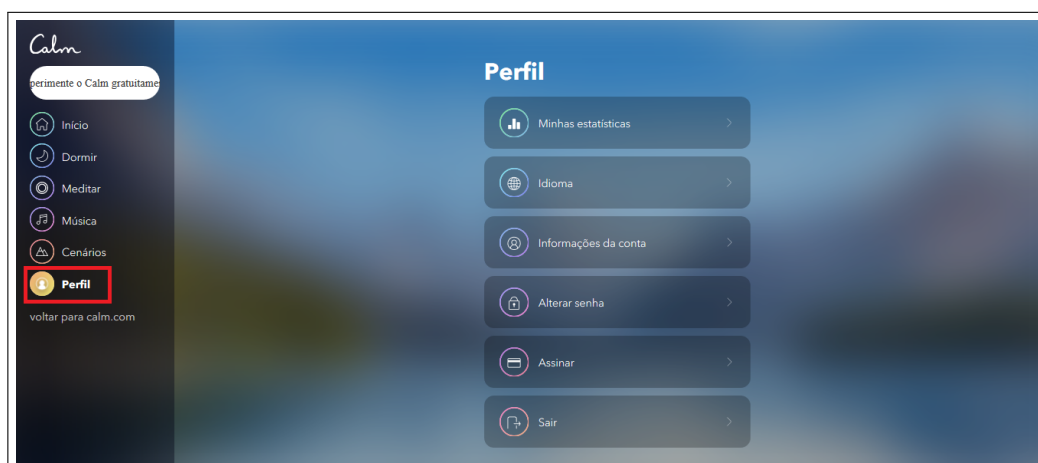 Calm
perimente o Calm gratuitame
Início
Dormir
Meditar
Música
Cenários
Perfil
voltar para calm.com
Perfil
Minhas estatísticas
Idioma
Informações da conta
Alterar senha
Assinar
Sair